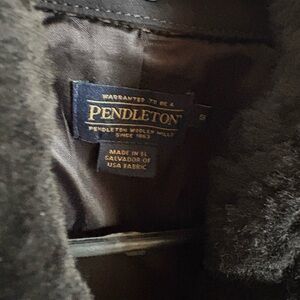 WARRANTED TO BE A
PENDLETON
PENDLETON WOOLEN MILLS
SINCE 1863
MADE IN EL
SALVADOR OF
USA FABRIC